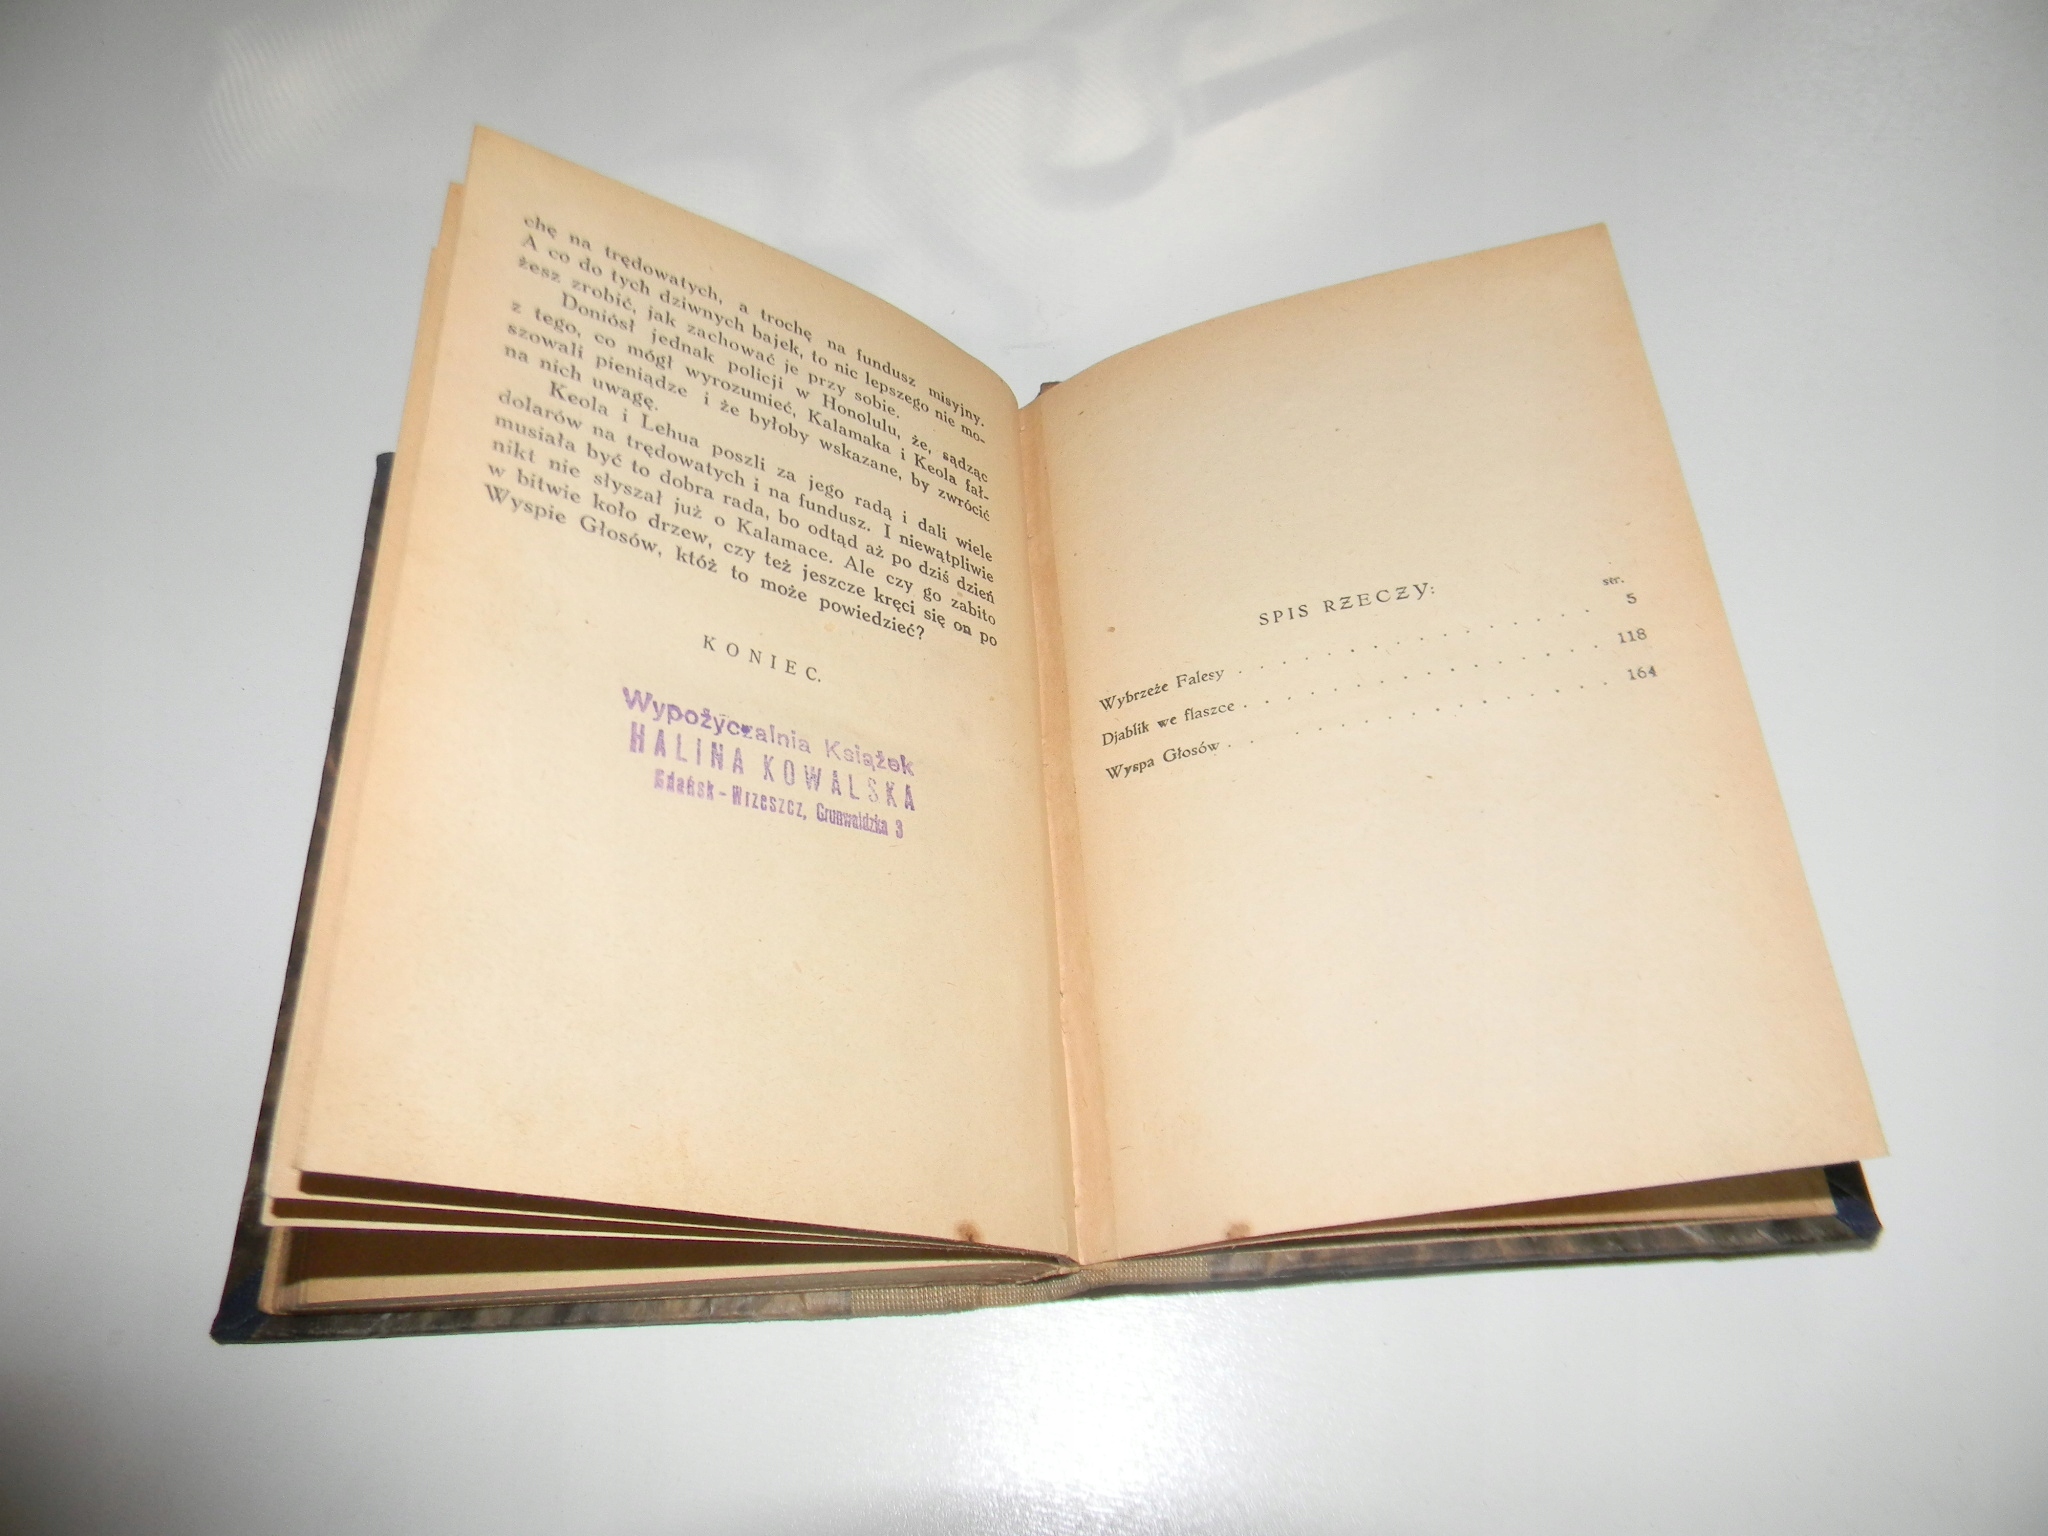 chę na trędowatych, a trochę na fundusz misyjny.
A co do tych dziwnych bajek, to nic lepszego nie mo-
żesz zrobić, jak zachować je przy sobie.
Doniósł jednak policji w Honolulu, że, sądząc
z tego, co mógł wyrozumieć, Kalamaka i Keola fał-
szowali pieniądze i że byłoby wskazane, by zwrócić
na nich uwagę.
Keola i Lehua poszli za jego radą i dali wiele
dolarów na trędowatych i na fundusz. I niewątpliwie
musiała być to dobra rada, bo odtąd aż po dziś dzień
nikt nie słyszał już o Kalamace. Ale czy go zabito
w bitwie koło drzew, czy też jeszcze kręci się on po
Wyspie Głosów, któż to może powiedzieć?
KONIEC.
Wypożyczalnia Książek
HALINA KOWALSKA
Gdańsk-Wrzeszcz, Grunwaldzka 3
SPIS RZECZY:
str.
Wybrzeże Falesy . . . . . . . . . . . . . . 5
Djablik we flaszce . . . . . . . . . . . . . . 118
Wyspa Głosów . . . . . . . . . . . . . . 164